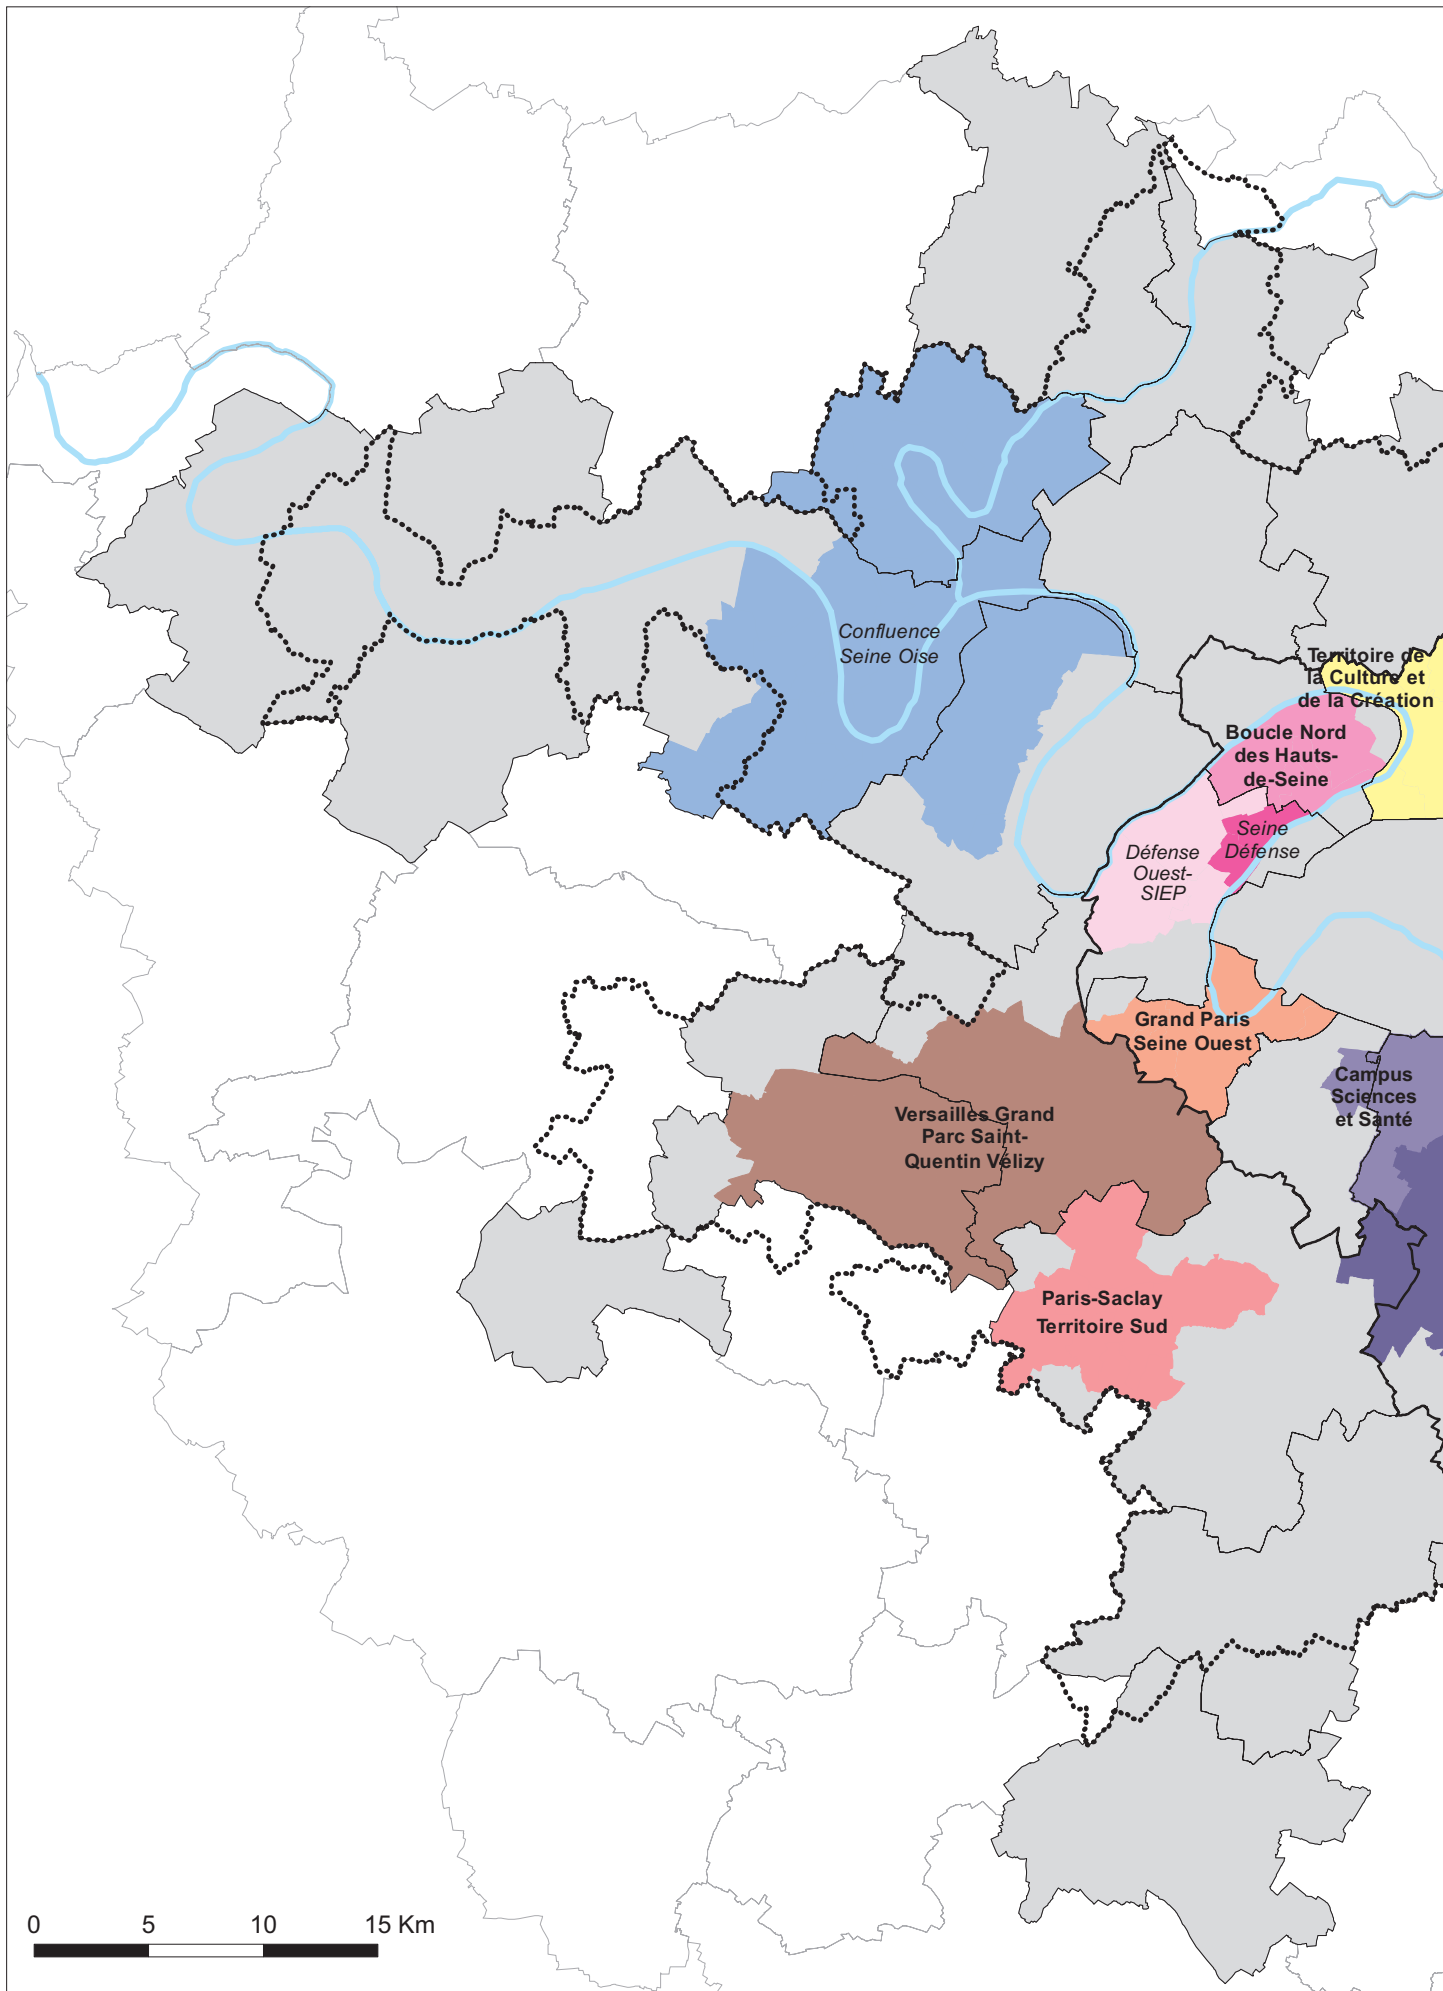 Confluence
Seine Oise
Territoire de
la Culture et
de la Création
Boucle Nord
des Hauts-
de-Seine
Seine
Défense
Défense
Ouest-
SIEP
Grand Paris
Seine Ouest
Campus
Sciences
et Santé
Versailles Grand
Parc Saint-
Quentin Vélizy
Paris-Saclay
Territoire Sud
0 5 10 15 Km